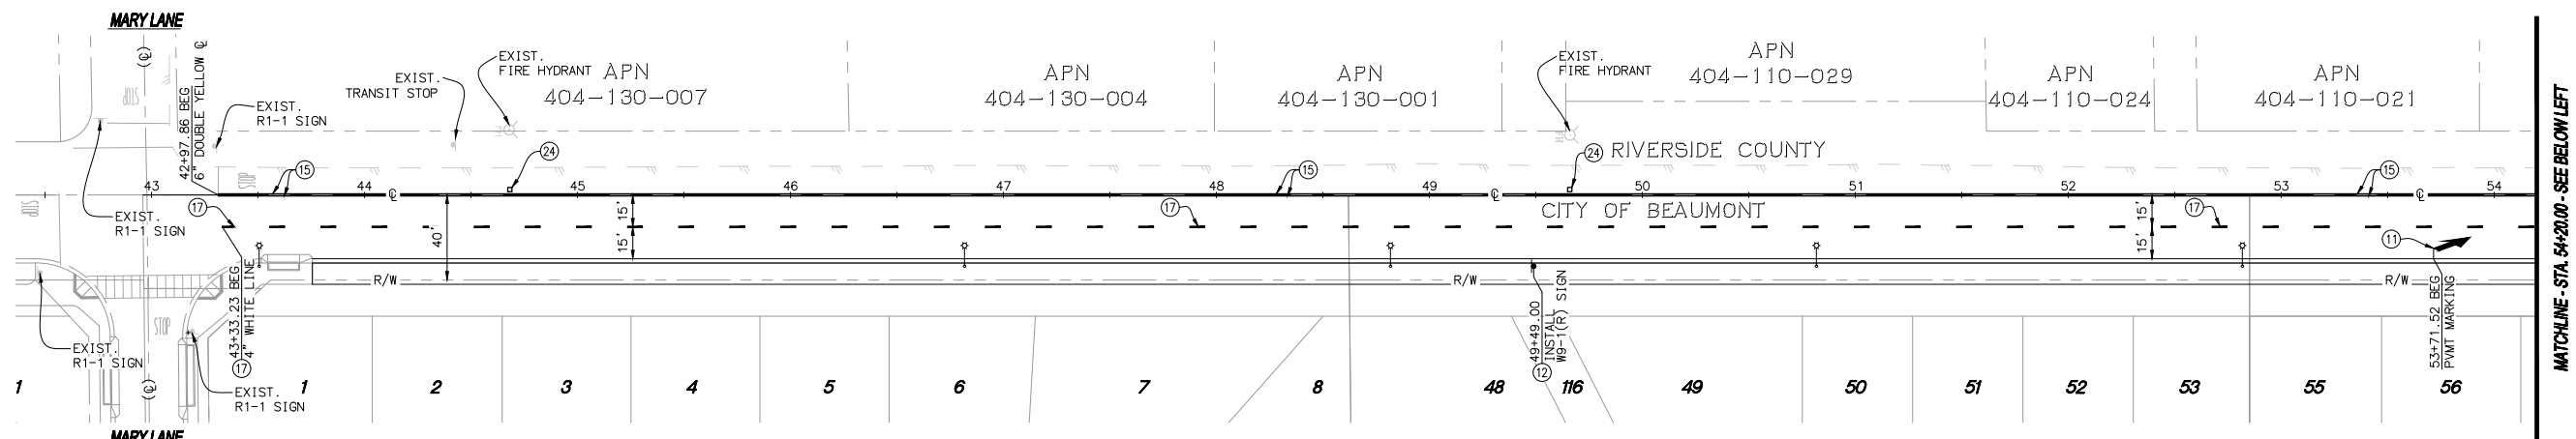 MARY LANE
(℄)
STOP
42+97.86 BEG
6" DOUBLE YELLOW ℄
EXIST.
R1-1 SIGN
EXIST.
TRANSIT STOP
EXIST.
FIRE HYDRANT
APN
404-130-007
APN
404-130-004
APN
404-130-001
EXIST.
FIRE HYDRANT
APN
404-110-029
APN
404-110-024
APN
404-110-021
24
24
RIVERSIDE COUNTY
STOP
15
15
15
43
44
℄
45
46
47
48
49
℄
50
51
52
53
℄
54
STOP
EXIST.
R1-1 SIGN
17
40'
15'
15'
17
CITY OF BEAUMONT
15'
15'
17
11
R/W
R/W
R/W
STOP
EXIST.
R1-1 SIGN
43+33.23 BEG
4" WHITE LINE
17
49+49.00
INSTALL
W9-1(R) SIGN
12
53+71.52 BEG
PVMT MARKING
EXIST.
R1-1 SIGN
(℄)
1
1
2
3
4
5
6
7
8
48
116
49
50
51
52
53
55
56
MARY LANE
MATCHLINE - STA. 54+20.00 - SEE BELOW LEFT